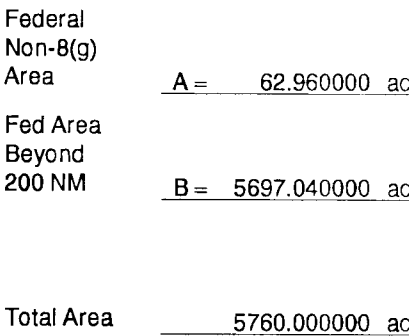 Federal
Non-8(g)
Area A = 62.960000 ac
Fed Area
Beyond
200 NM B = 5697.040000 ac
Total Area 5760.000000 ac